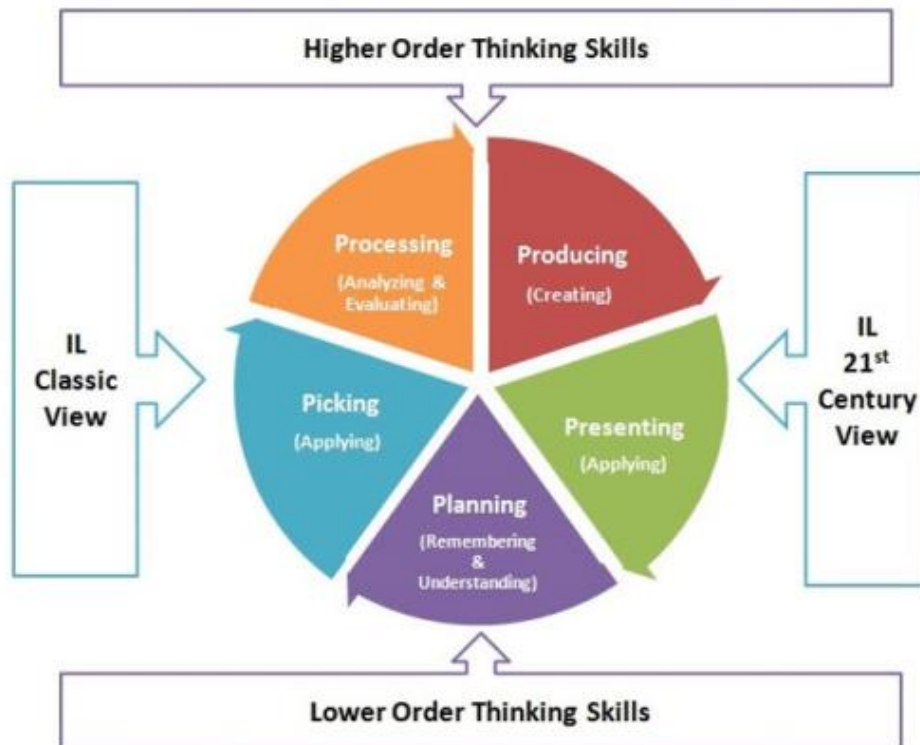 Higher Order Thinking Skills
Processing
(Analyzing &
Evaluating)
Producing
(Creating)
IL
Classic
View
IL
21st
Century
View
Picking
(Applying)
Presenting
(Applying)
Planning
(Remembering
&
Understanding)
Lower Order Thinking Skills